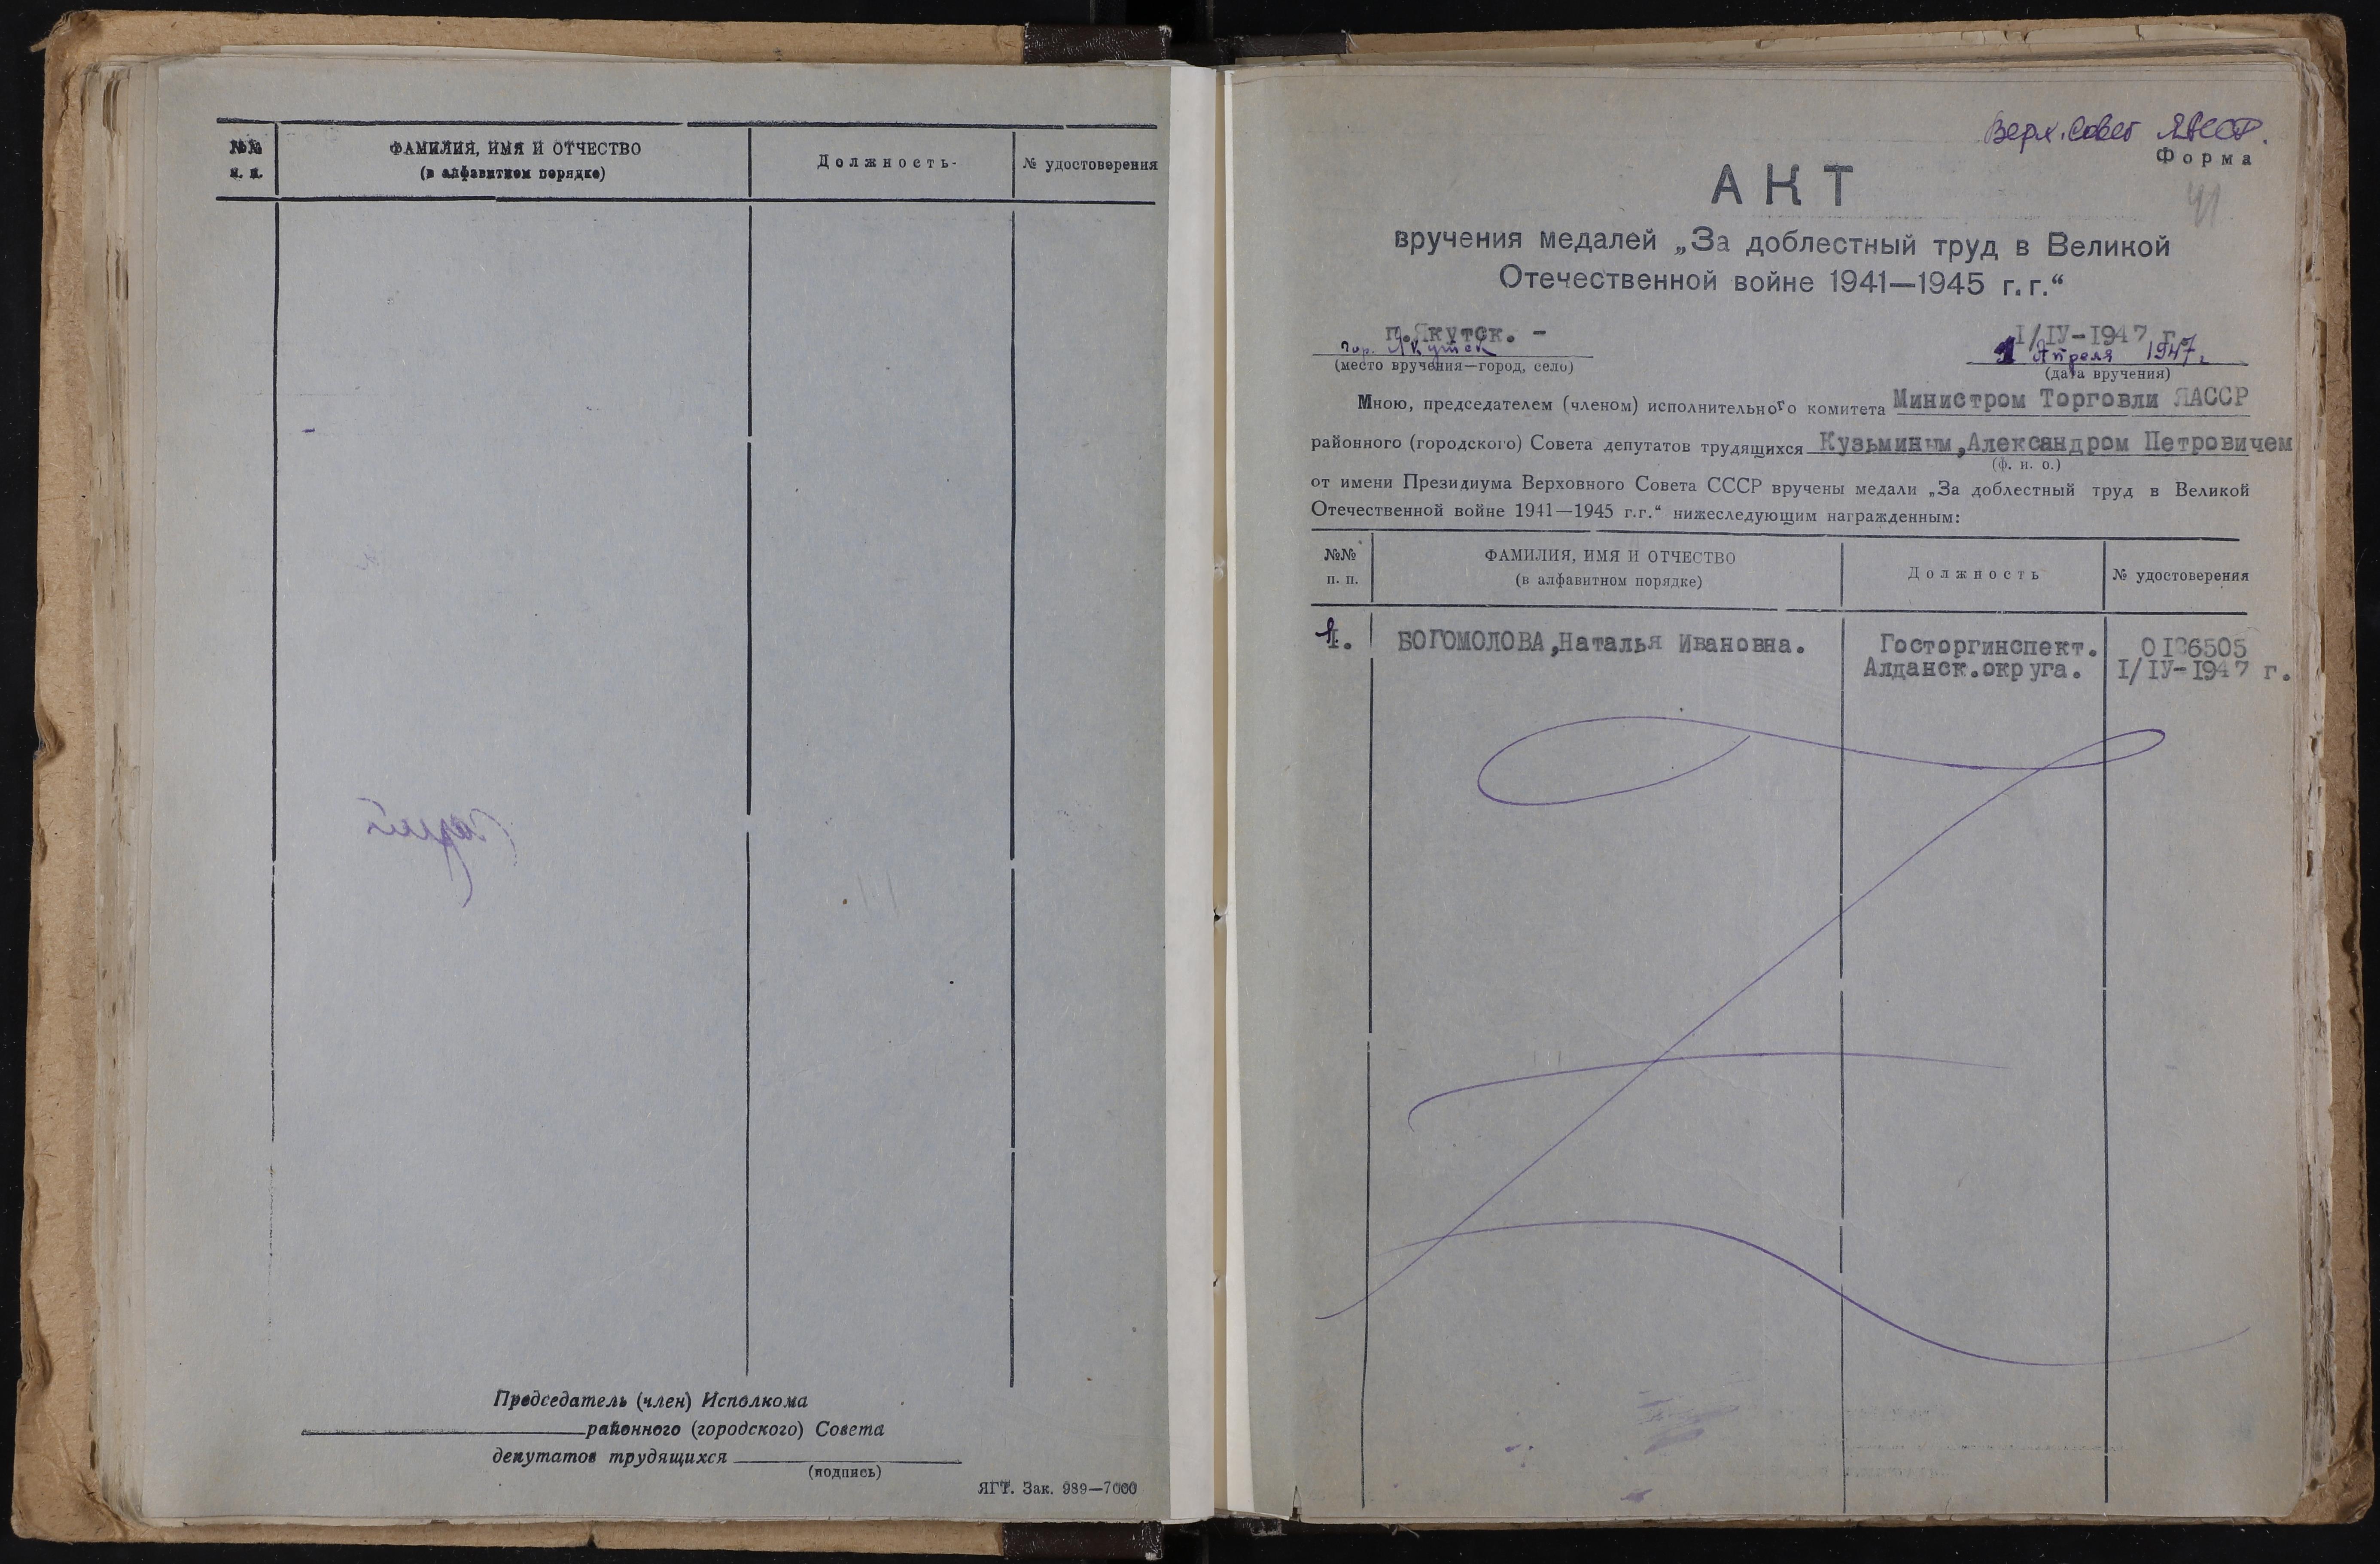 №№
п. п.
ФАМИЛИЯ, ИМЯ И ОТЧЕСТВО
(в алфавитном порядке)
Должность
№ удостоверения
Председатель (член) Исполкома
районного (городского) Совета
депутатов трудящихся
(подпись)
ЯГТ. Зак. 989—7000
Верх. Совет ЯАССР.
Форма
41
АКТ
вручения медалей „За доблестный труд в Великой
Отечественной войне 1941—1945 г.г.“
г.Якутск. -
гор. Якутск
(место вручения—город, село)
I/IУ-1947 г.
1 Апреля 1947 г
(дата вручения)
Мною, председателем (членом) исполнительного комитета Министром Торговли ЯАССР
районного (городского) Совета депутатов трудящихся Кузьминым,Александром Петровичем
(ф. и. о.)
от имени Президиума Верховного Совета СССР вручены медали „За доблестный труд в Великой
Отечественной войне 1941—1945 г.г.“ нижеследующим награжденным:
№№
п. п.
ФАМИЛИЯ, ИМЯ И ОТЧЕСТВО
(в алфавитном порядке)
Должность
№ удостоверения
1. БОГОМОЛОВА,Наталья Ивановна. Госторгинспект. 0126505
Алданск.округа. I/IУ-1947 г.